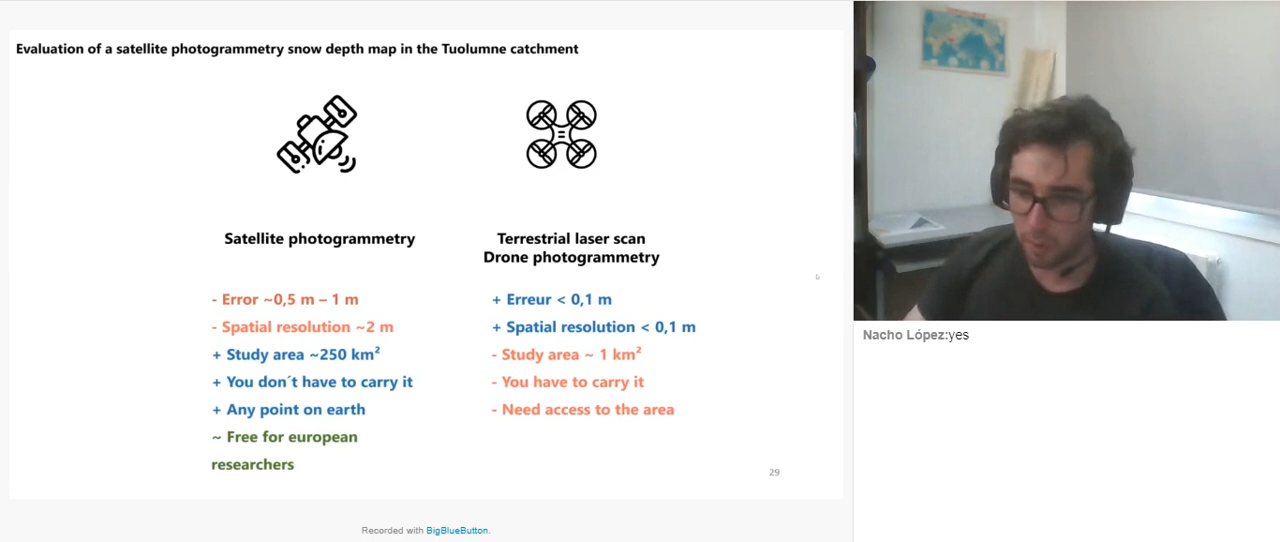 Evaluation of a satellite photogrammetry snow depth map in the Tuolumne catchment
Satellite photogrammetry
- Error ~0,5 m – 1 m
- Spatial resolution ~2 m
+ Study area ~250 km²
+ You don´t have to carry it
+ Any point on earth
~ Free for european
researchers
Terrestrial laser scan
Drone photogrammetry
+ Erreur < 0,1 m
+ Spatial resolution < 0,1 m
- Study area ~ 1 km²
- You have to carry it
- Need access to the area
29
Recorded with BigBlueButton.
Nacho López:yes